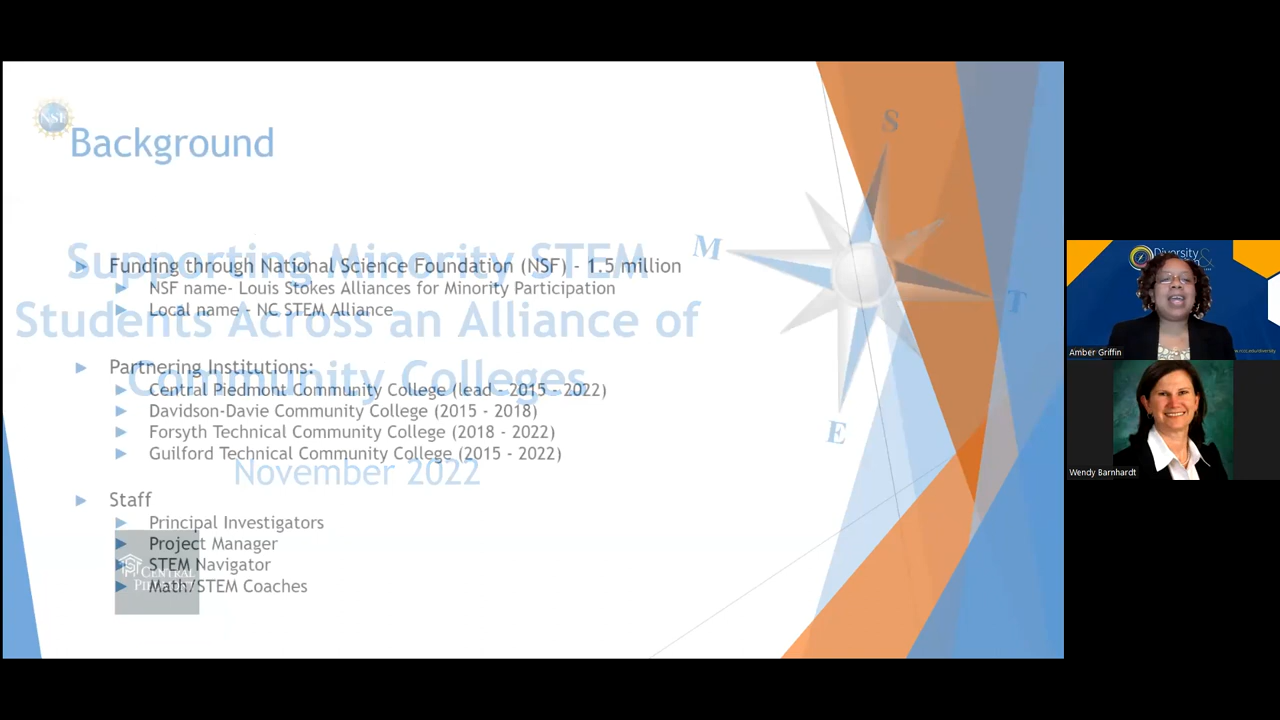 NSF
Background
Supporting Minority STEM
Students Across an Alliance of
Community Colleges
November 2022
Funding through National Science Foundation (NSF) - 1.5 million
NSF name- Louis Stokes Alliances for Minority Participation
Local name - NC STEM Alliance
Partnering Institutions:
Central Piedmont Community College (lead - 2015 - 2022)
Davidson-Davie Community College (2015 - 2018)
Forsyth Technical Community College (2018 - 2022)
Guilford Technical Community College (2015 - 2022)
Staff
Principal Investigators
Project Manager
STEM Navigator
Math/STEM Coaches
Central
Piedmont
S
M
T
E
Diversity
&
Amber Griffin
Wendy Barnhardt